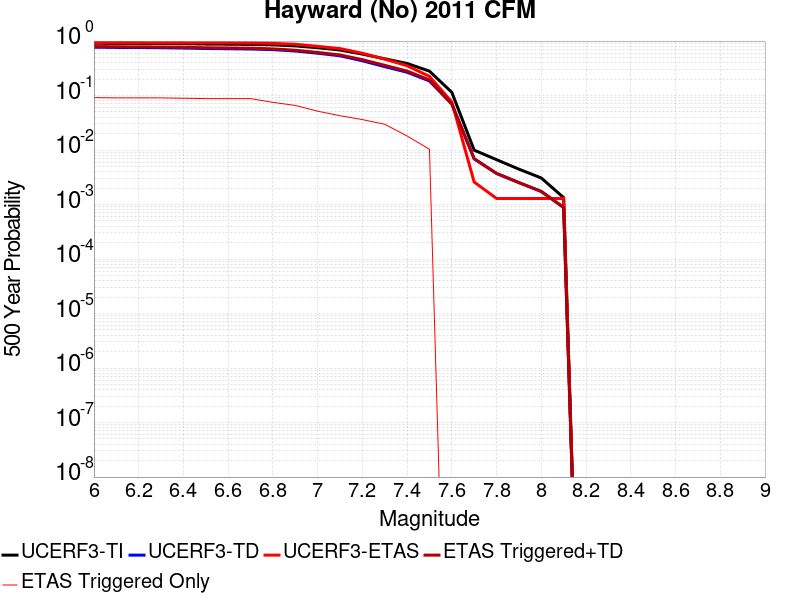 Hayward (No) 2011 CFM
10^0
10^-1
10^-2
10^-3
10^-4
10^-5
10^-6
10^-7
10^-8
500 Year Probability
6 6.2 6.4 6.6 6.8 7 7.2 7.4 7.6 7.8 8 8.2 8.4 8.6 8.8 9
Magnitude
UCERF3-TI UCERF3-TD UCERF3-ETAS ETAS Triggered+TD
ETAS Triggered Only